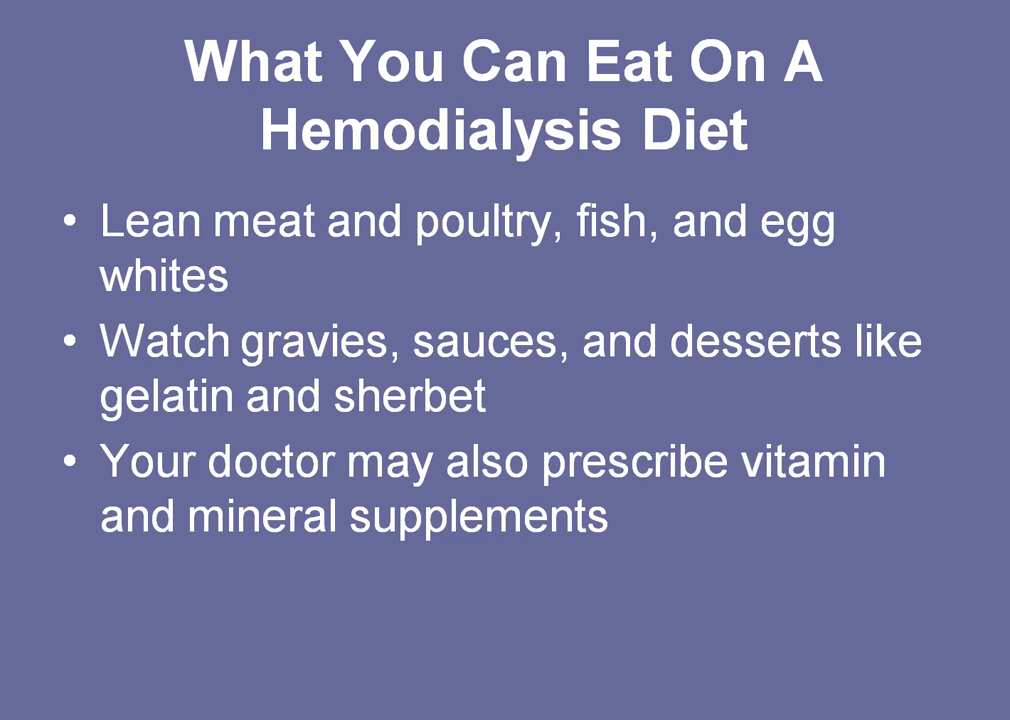 What You Can Eat On A
Hemodialysis Diet
• Lean meat and poultry, fish, and egg
whites
• Watch gravies, sauces, and desserts like
gelatin and sherbet
• Your doctor may also prescribe vitamin
and mineral supplements